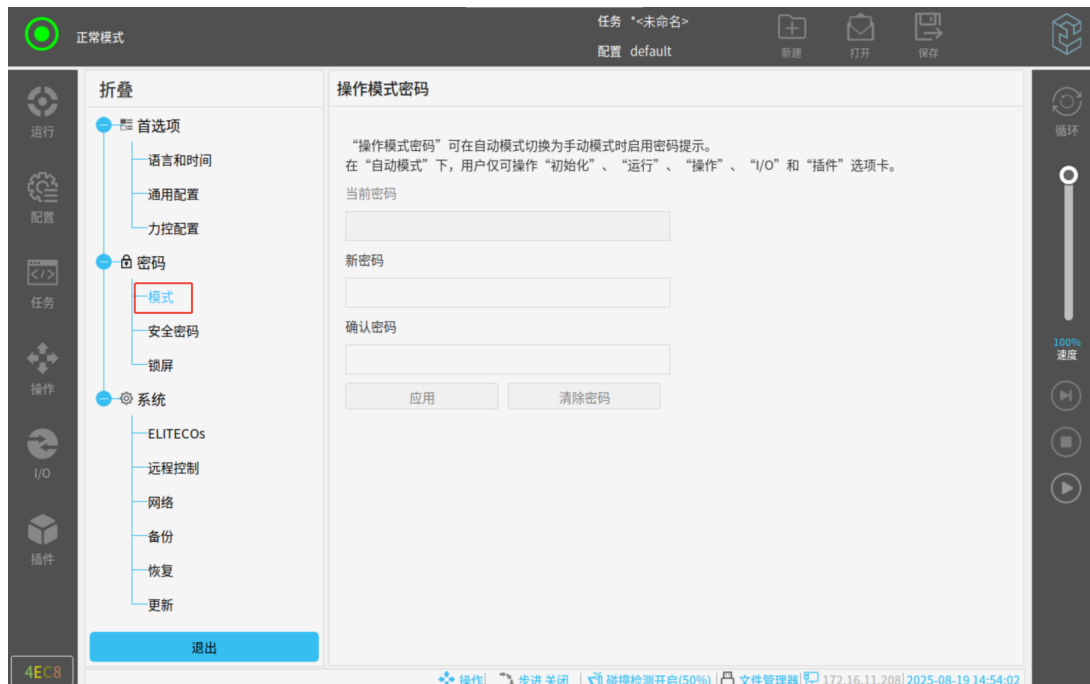 正常模式
任务 *<未命名>
配置 default
新建
打开
保存
运行
配置
任务
操作
I/O
插件
4EC8
折叠
首选项
语言和时间
通用配置
力控配置
密码
模式
安全密码
锁屏
系统
ELITECOs
远程控制
网络
备份
恢复
更新
退出
操作模式密码
“操作模式密码”可在自动模式切换为手动模式时启用密码提示。
在“自动模式”下，用户仅可操作“初始化”、“运行”、“操作”、“I/O”和“插件”选项卡。
当前密码
新密码
确认密码
应用
清除密码
循环
100%
速度
操作
步进 关闭
碰撞检测开启(50%)
文件管理器
172.16.11.208
2025-08-19 14:54:02